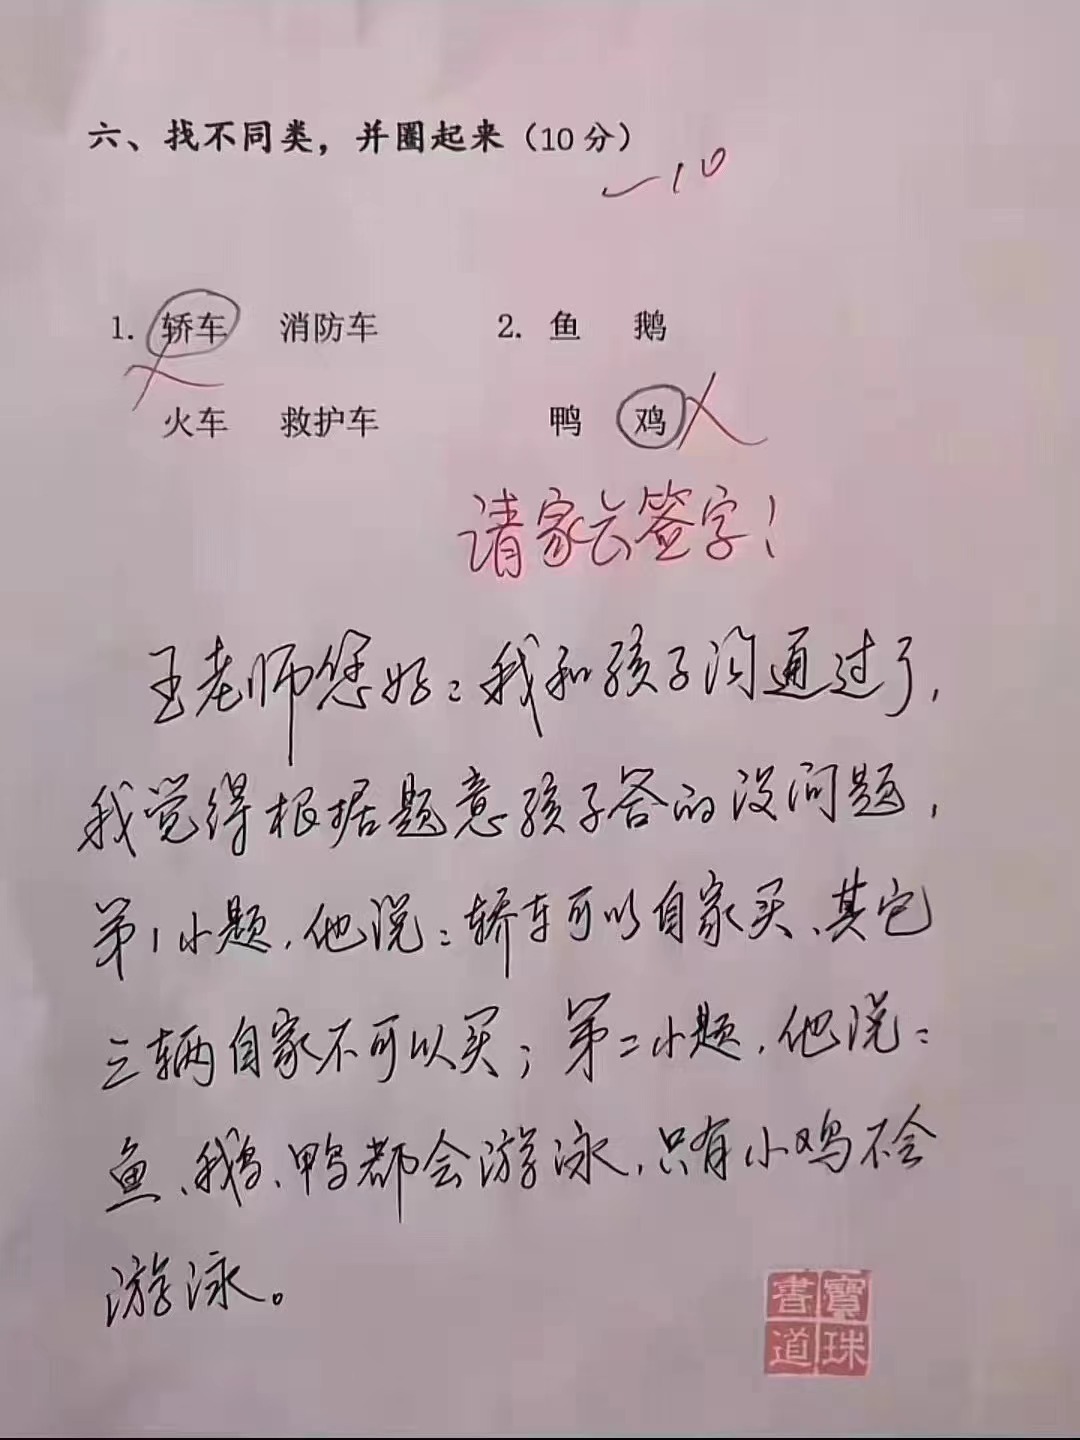 六、找不同类，并圈起来（10分）
-10
1. 轿车 消防车 2. 鱼 鹅
火车 救护车 鸭 鸡
请家长签字！
王老师您好：我和孩子沟通过了，
我觉得根据题意孩子答的没问题，
第1小题，他说：轿车可以自家买、其它
三辆自家不可以买；第二小题，他说：
鱼、鹅、鸭都会游泳，只有小鸡不会
游泳。
寶珠書道